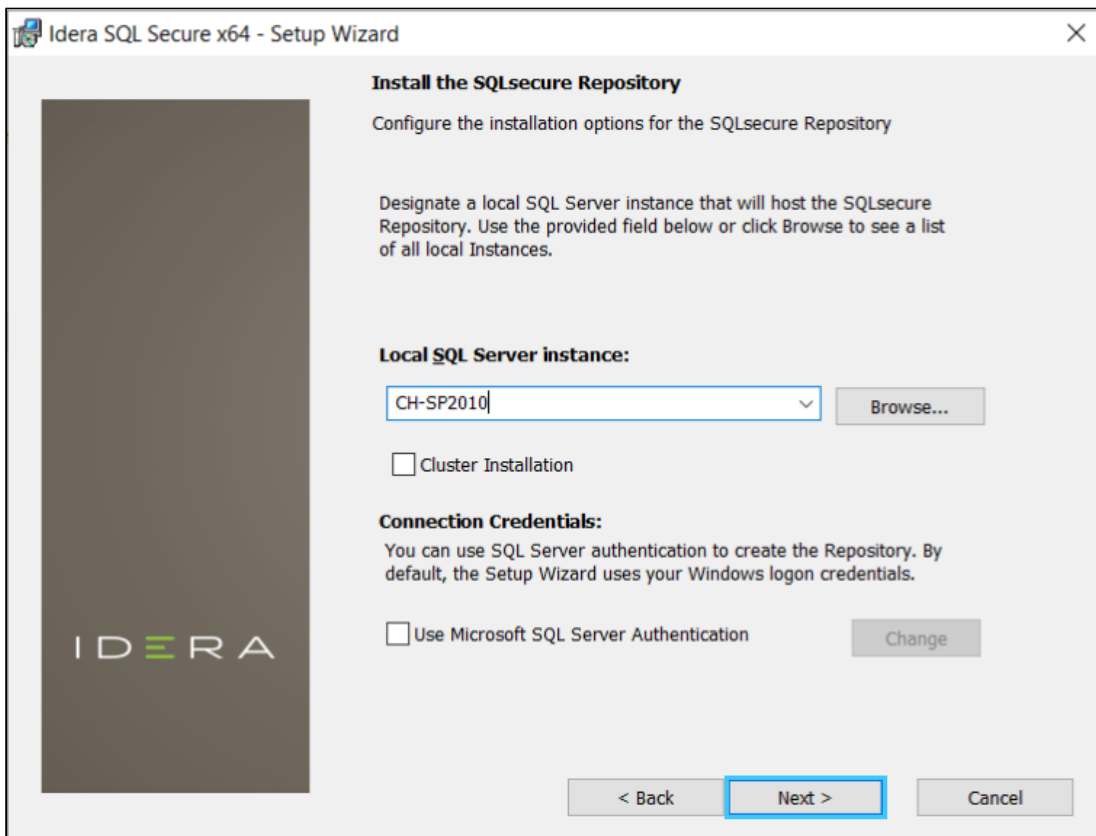 Idera SQL Secure x64 - Setup Wizard
Install the SQLsecure Repository
Configure the installation options for the SQLsecure Repository
Designate a local SQL Server instance that will host the SQLsecure
Repository. Use the provided field below or click Browse to see a list
of all local Instances.
Local SQL Server instance:
CH-SP2010
Browse...
Cluster Installation
Connection Credentials:
You can use SQL Server authentication to create the Repository. By
default, the Setup Wizard uses your Windows logon credentials.
Use Microsoft SQL Server Authentication
Change
IDERA
< Back
Next >
Cancel